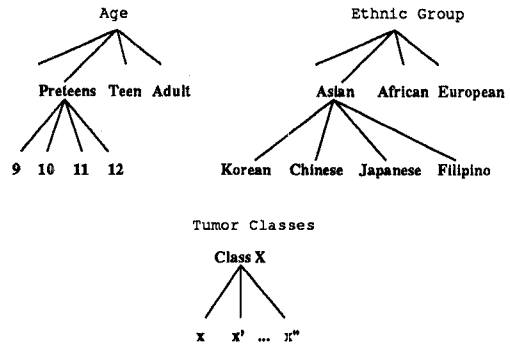 Age
Ethnic Group
Preteens Teen Adult
Asian African European
9 10 11 12
Korean Chinese Japanese Filipino
Tumor Classes
Class X
x x' ... x"